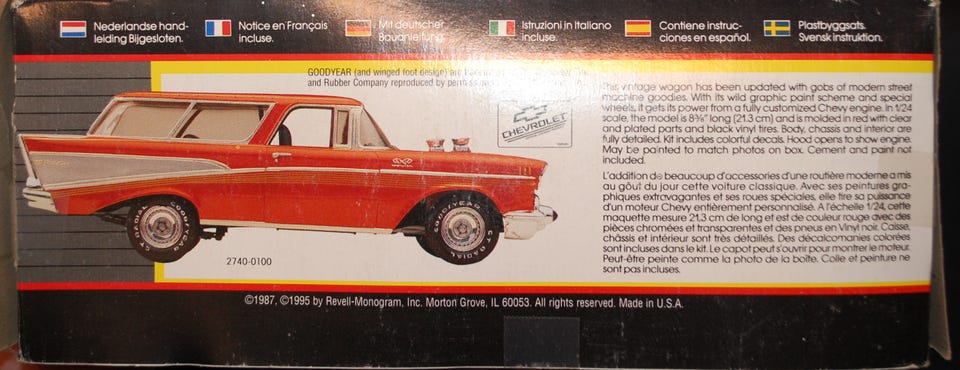 Nederlandse hand-
leiding Bijgesloten.
Notice en Français
incluse.
Mit deutscher
Bauanleitung.
Istruzioni in Italiano
incluse.
Contiene instruc-
ciones en español.
Plastbyggsats.
Svensk instruktion.
GOODYEAR (and winged foot design) are
and Rubber Company reproduced by
CHEVROLET
This vintage wagon has been updated with gobs of modern street
machine goodies. With its wild graphic paint scheme and special
wheels, it gets its power from a fully customized Chevy engine. In 1/24
scale, the model is 8⅜" long (21.3 cm) and is molded in red with clear
and plated parts and black vinyl tires. Body, chassis and interior are
fully detailed. Kit includes colorful decals. Hood opens to show engine.
May be painted to match photos on box. Cement and paint not
included.
L'addition de beaucoup d'accessories d'une routière moderne a mis
au goût du jour cette voiture classique. Avec ses peintures gra-
phiques extravagantes et ses roues spéciales, elle tire sa puissance
d'un moteur Chevy entièrement personnalisé. A l'échelle 1/24, cette
maquette mesure 21.3 cm de long et est de couleur rouge avec des
pièces chromées et transparentes et des pneus en Vinyl noir. Caisse,
châssis et intérieur sont très détaillés. Des décalcomanies colorées
sont incluses dans le kit. Le capot peut s'ouvrir pour montrer le moteur.
Peut-être peinte comme la photo de la boîte. Colle et peinture ne
sont pas incluses.
GOODYEAR
CT RADIAL
GOODYEAR
CT RADIAL
2740-0100
©1987, ©1995 by Revell-Monogram, Inc. Morton Grove, IL 60053. All rights reserved. Made in U.S.A.